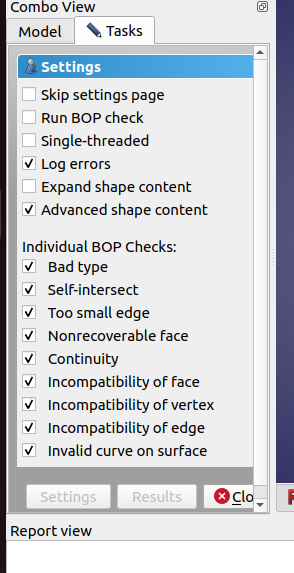 Combo View
Model
Tasks
Settings
Skip settings page
Run BOP check
Single-threaded
Log errors
Expand shape content
Advanced shape content
Individual BOP Checks:
Bad type
Self-intersect
Too small edge
Nonrecoverable face
Continuity
Incompatibility of face
Incompatibility of vertex
Incompatibility of edge
Invalid curve on surface
Settings
Results
Clo
Report view